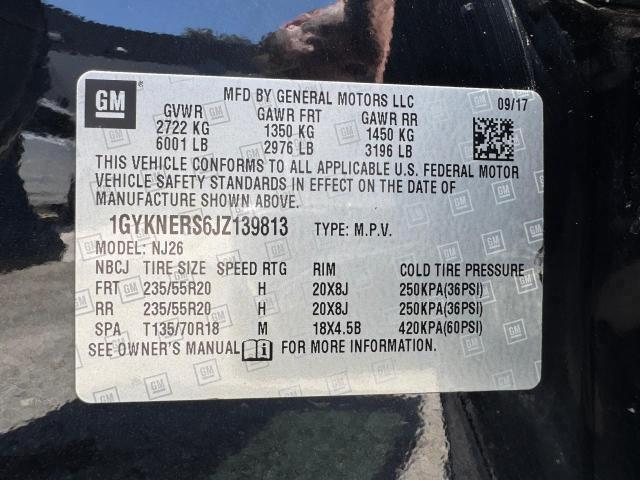 GM
MFD BY GENERAL MOTORS LLC 09/17
GVWR GAWR FRT GAWR RR
2722 KG 1350 KG 1450 KG
6001 LB 2976 LB 3196 LB
THIS VEHICLE CONFORMS TO ALL APPLICABLE U.S. FEDERAL MOTOR
VEHICLE SAFETY STANDARDS IN EFFECT ON THE DATE OF
MANUFACTURE SHOWN ABOVE.
1GYKNERS6JZ139813 TYPE: M.P.V.
MODEL: NJ26
NBCJ TIRE SIZE SPEED RTG RIM COLD TIRE PRESSURE
FRT 235/55R20 H 20X8J 250KPA(36PSI)
RR 235/55R20 H 20X8J 250KPA(36PSI)
SPA T135/70R18 M 18X4.5B 420KPA(60PSI)
SEE OWNER'S MANUAL FOR MORE INFORMATION.